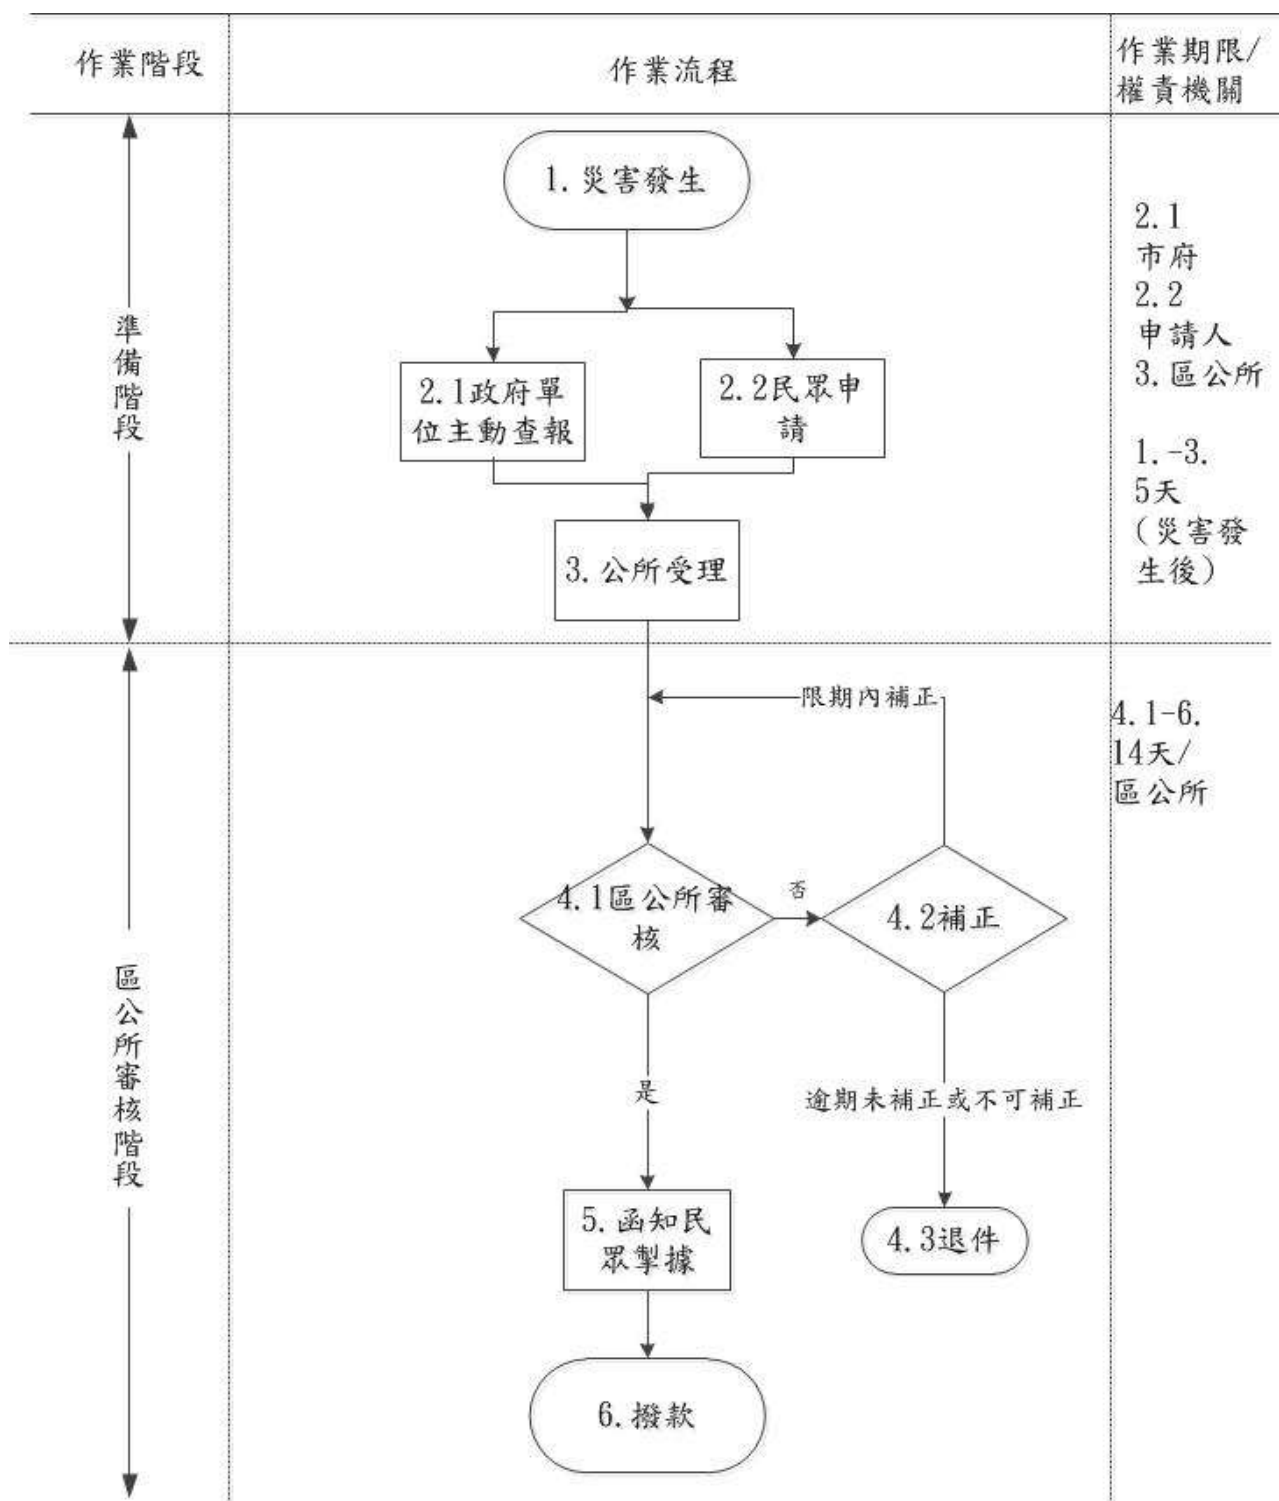 作業階段
作業流程
作業期限/
權責機關
1.災害發生
2.1政府單
位主動查報
2.2民眾申
請
3.公所受理
準備階段
2.1
市府
2.2
申請人
3.區公所
1.-3.
5天
(災害發
生後)
限期內補正
4.1區公所審
核
否
4.2補正
是
逾期未補正或不可補正
5.函知民
眾掣據
4.3退件
6.撥款
區公所審核階段
4.1-6.
14天/
區公所